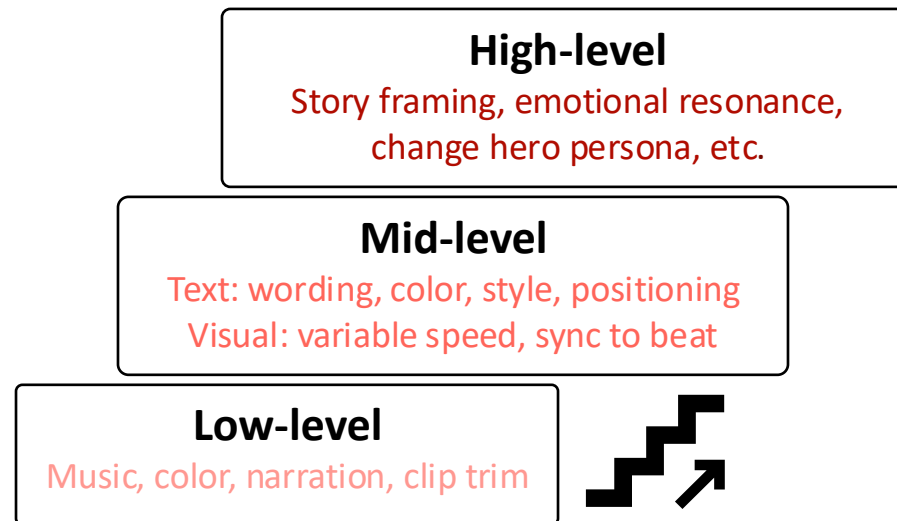 High-level
Story framing, emotional resonance,
change hero persona, etc.
Mid-level
Text: wording, color, style, positioning
Visual: variable speed, sync to beat
Low-level
Music, color, narration, clip trim